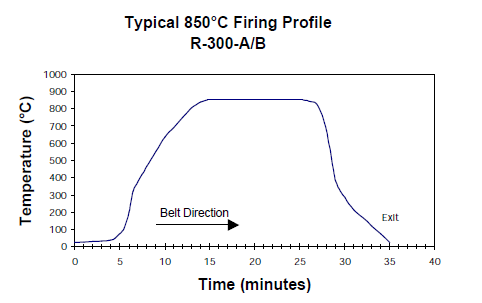 Typical 850°C Firing Profile
R-300-A/B
Temperature (°C)
1000
900
800
700
600
500
400
300
200
100
0
Belt Direction
Exit
0 5 10 15 20 25 30 35 40
Time (minutes)